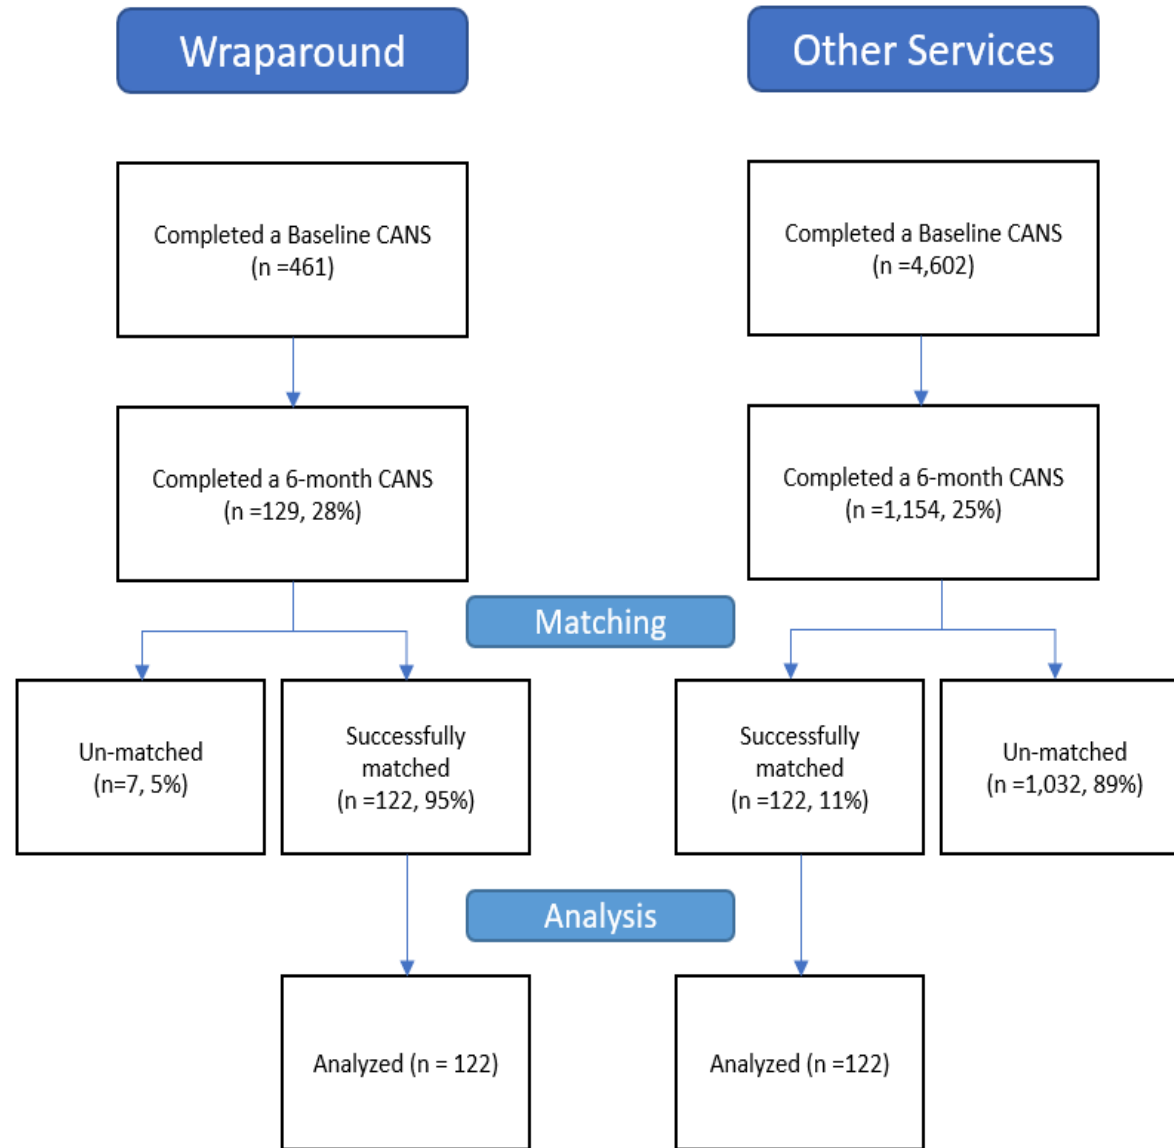 Wraparound
Other Services
Completed a Baseline CANS
(n =461)
Completed a Baseline CANS
(n =4,602)
Completed a 6-month CANS
(n =129, 28%)
Completed a 6-month CANS
(n =1,154, 25%)
Matching
Un-matched
(n=7, 5%)
Successfully
matched
(n =122, 95%)
Successfully
matched
(n =122, 11%)
Un-matched
(n =1,032, 89%)
Analysis
Analyzed (n = 122)
Analyzed (n =122)